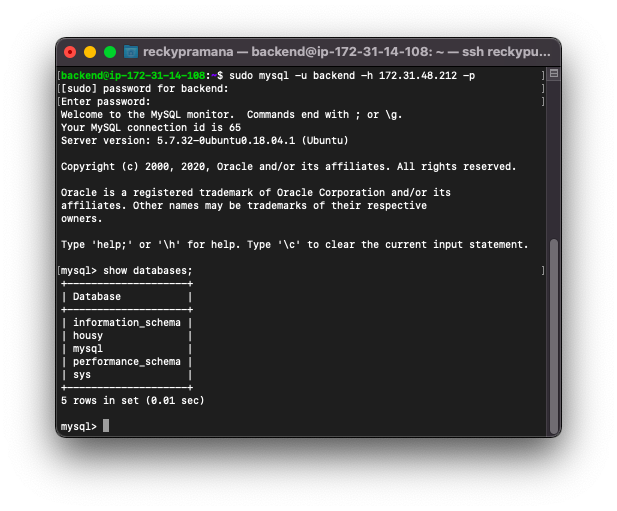 reckypramana — backend@ip-172-31-14-108: ~ — ssh reckypu...
[backend@ip-172-31-14-108:~$ sudo mysql -u backend -h 172.31.48.212 -p ]
[[sudo] password for backend: ]
[Enter password: ]
Welcome to the MySQL monitor.  Commands end with ; or \g.
Your MySQL connection id is 65
Server version: 5.7.32-0ubuntu0.18.04.1 (Ubuntu)
Copyright (c) 2000, 2020, Oracle and/or its affiliates. All rights reserved.
Oracle is a registered trademark of Oracle Corporation and/or its
affiliates. Other names may be trademarks of their respective
owners.
Type 'help;' or '\h' for help. Type '\c' to clear the current input statement.
[mysql> show databases; ]
+--------------------+
| Database           |
+--------------------+
| information_schema |
| housy              |
| mysql              |
| performance_schema |
| sys                |
+--------------------+
5 rows in set (0.01 sec)
mysql>